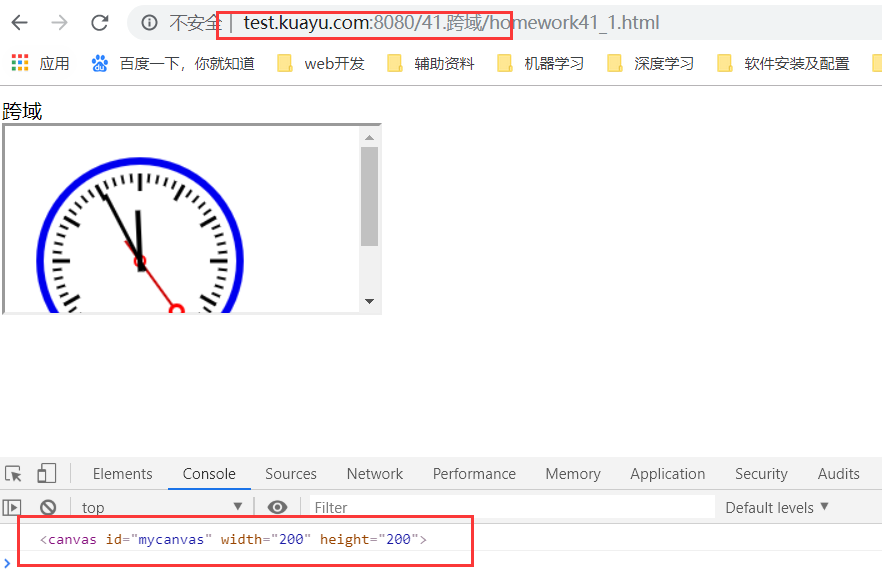 不安全 | test.kuayu.com:8080/41.跨域/homework41_1.html
应用 百度一下，你就知道 web开发 辅助资料 机器学习 深度学习 软件安装及配置
跨域
Elements Console Sources Network Performance Memory Application Security Audits
top Filter Default levels
<canvas id="mycanvas" width="200" height="200">